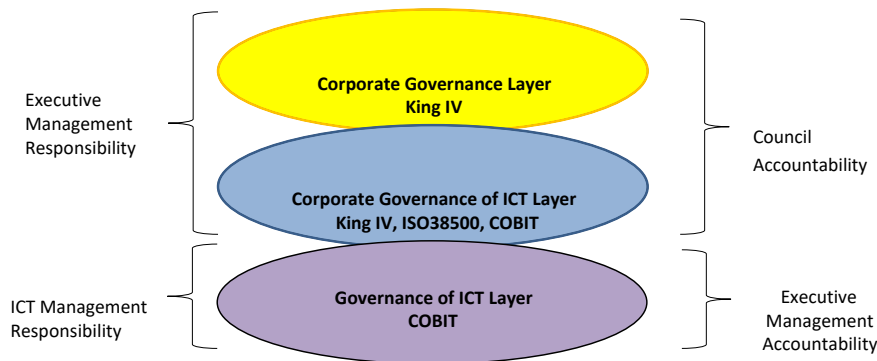 Corporate Governance Layer
King IV
Executive
Management
Responsibility
Council
Accountability
Corporate Governance of ICT Layer
King IV, ISO38500, COBIT
Governance of ICT Layer
COBIT
ICT Management
Responsibility
Executive
Management
Accountability